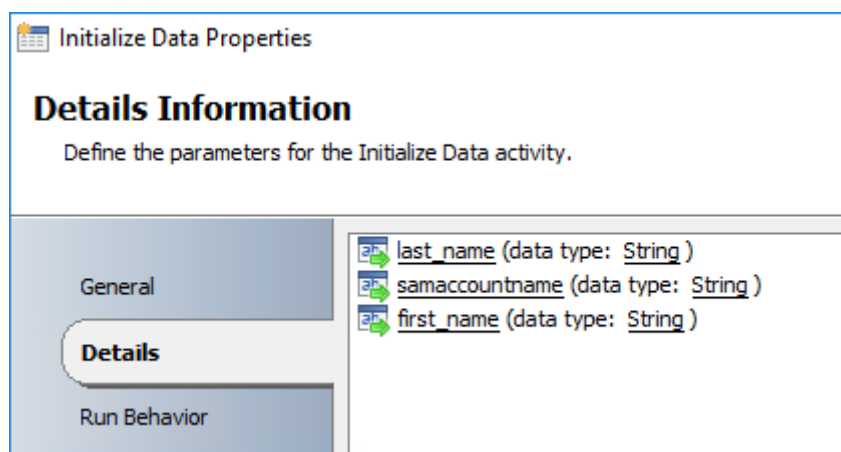 Initialize Data Properties
Details Information
Define the parameters for the Initialize Data activity.
General
Details
Run Behavior
last_name (data type: String )
samaccountname (data type: String )
first_name (data type: String )